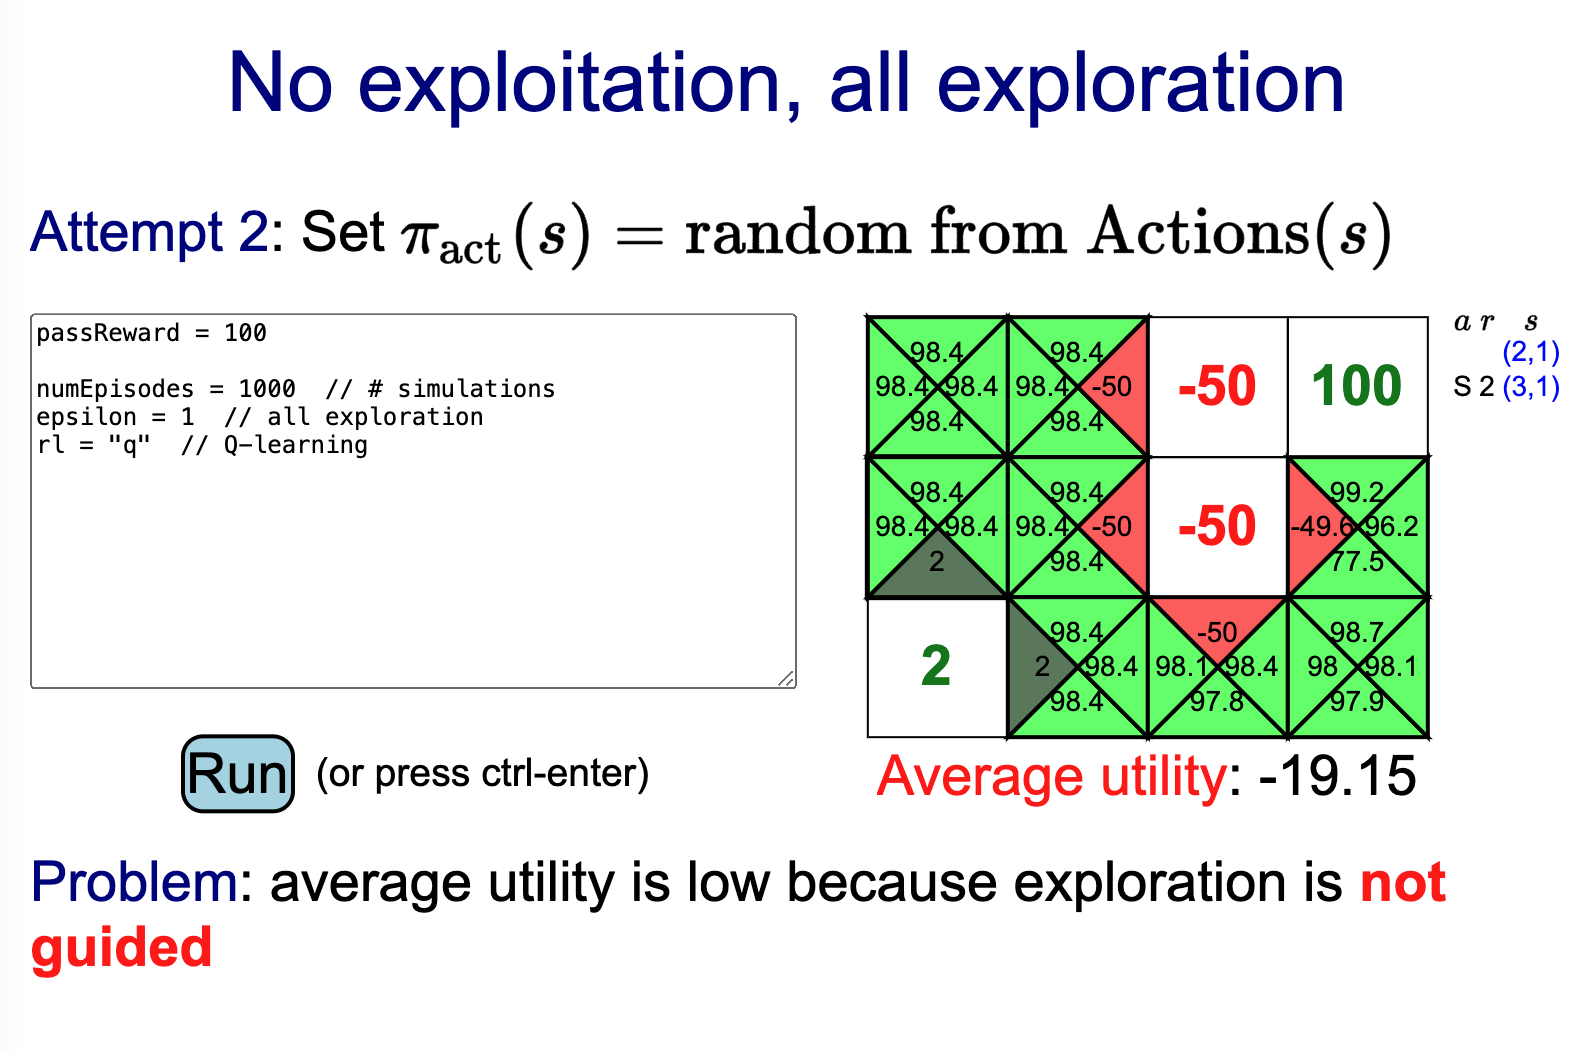 No exploitation, all exploration
Attempt 2: Set π_act(s) = random from Actions(s)
passReward = 100
numEpisodes = 1000 // # simulations
epsilon = 1 // all exploration
rl = "q" // Q-learning
Run (or press ctrl-enter)
98.4 98.4
98.4 98.4 98.4 -50 -50 100
98.4 98.4
98.4 98.4 99.2
98.4 98.4 98.4 -50 -50 -49.6 96.2
2 98.4 77.5
98.4 -50 98.7
2 2 98.4 98.1 98.4 98 98.1
98.4 97.8 97.9
a r s
(2,1)
S 2 (3,1)
Average utility: -19.15
Problem: average utility is low because exploration is not
guided